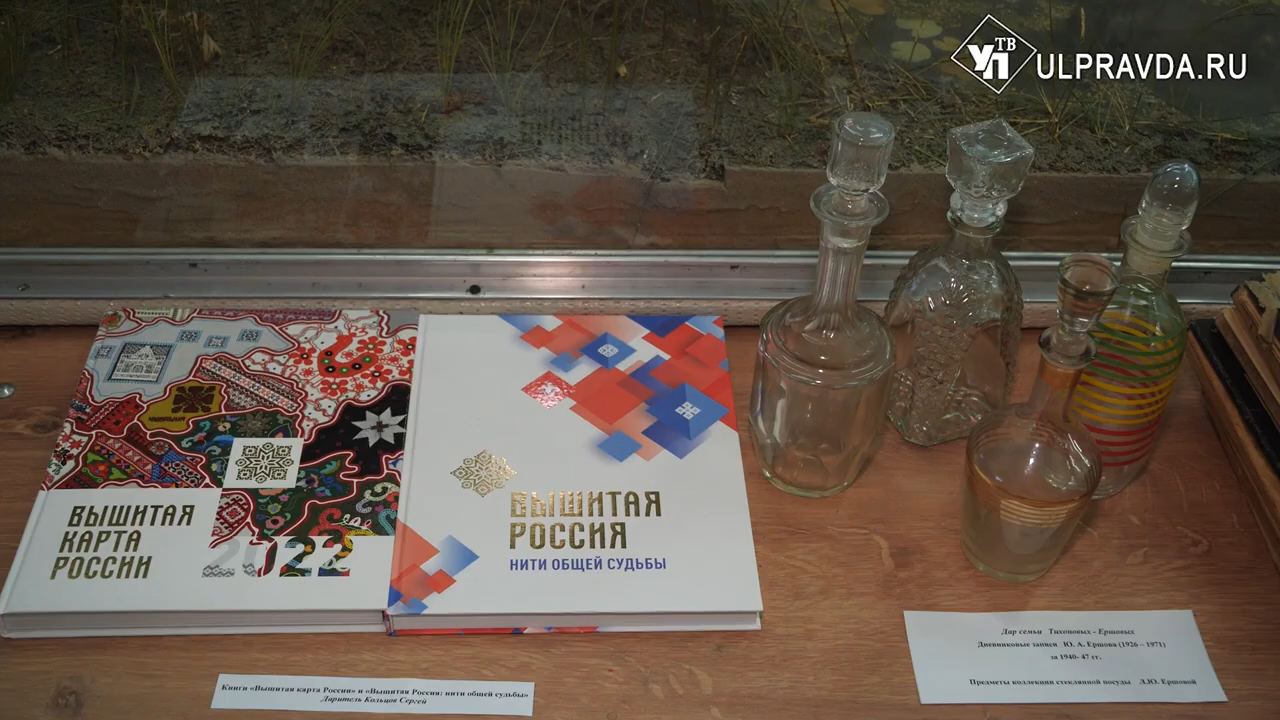 УП ТВ
ULPRAVDA.RU
ВЫШИТАЯ
КАРТА
РОССИИ
2022
ВЫШИТАЯ
РОССИЯ
НИТИ ОБЩЕЙ СУДЬБЫ
Книги «Вышитая карта России» и «Вышитая Россия: нити общей судьбы»
Даритель Кольцов Сергей
Дар семьи Тихоновых - Ершовых
Дневниковые записи Ю. А. Ершова (1926 – 1971)
за 1940- 47 гг.
Предметы коллекции стеклянной посуды Л.Ю. Ершовой